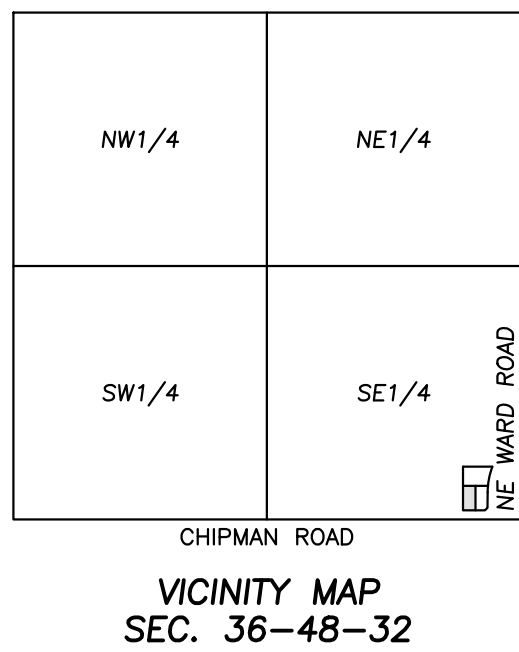 NW1/4
NE1/4
SW1/4
SE1/4
NE WARD ROAD
CHIPMAN ROAD
VICINITY MAP
SEC. 36-48-32